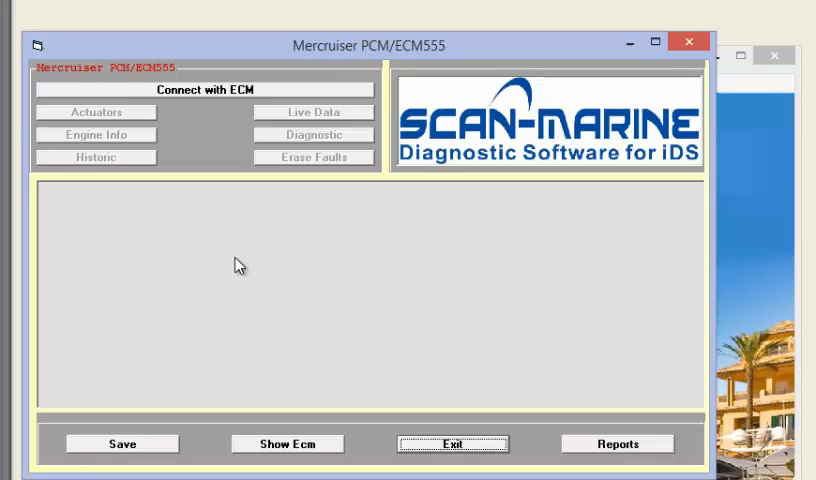 Mercruiser PCM/ECM555
Mercruiser PCM/ECM555
Connect with ECM
Actuators
Live Data
Engine Info
Diagnostic
Historic
Erase Faults
SCAN-MARINE
Diagnostic Software for iDS
Save
Show Ecm
Exit
Reports